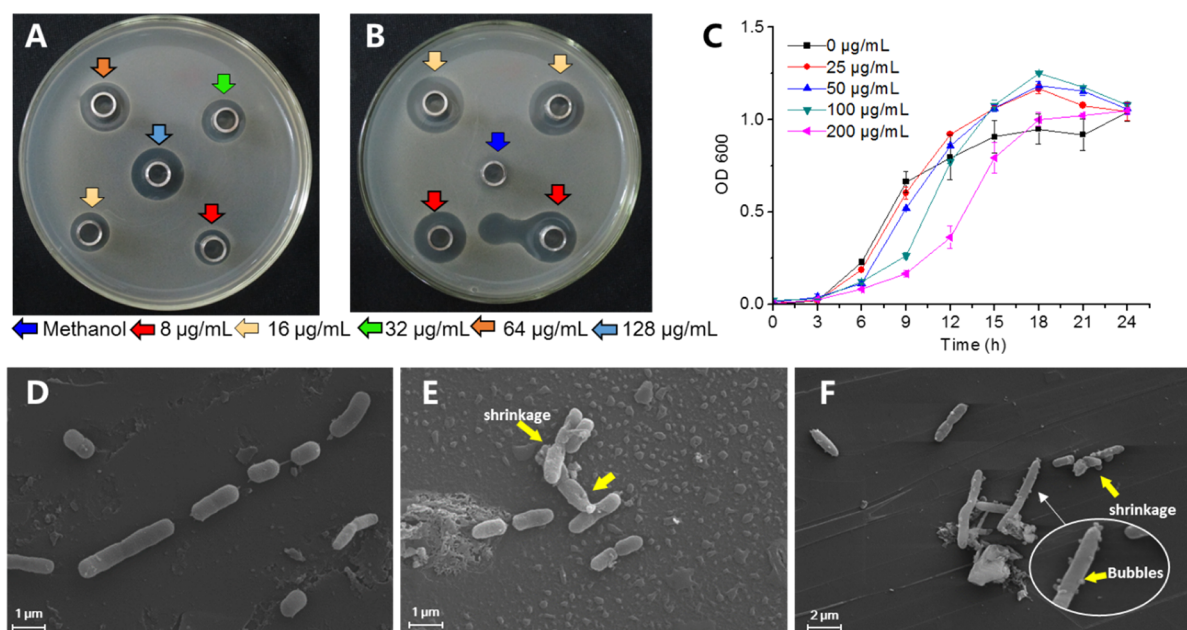 A
B
C
1.5
1.0
0.5
0.0
OD 600
0 µg/mL
25 µg/mL
50 µg/mL
100 µg/mL
200 µg/mL
0 3 6 9 12 15 18 21 24
Time (h)
Methanol 8 µg/mL 16 µg/mL 32 µg/mL 64 µg/mL 128 µg/mL
D
1 µm
E
shrinkage
1 µm
F
shrinkage
Bubbles
2 µm